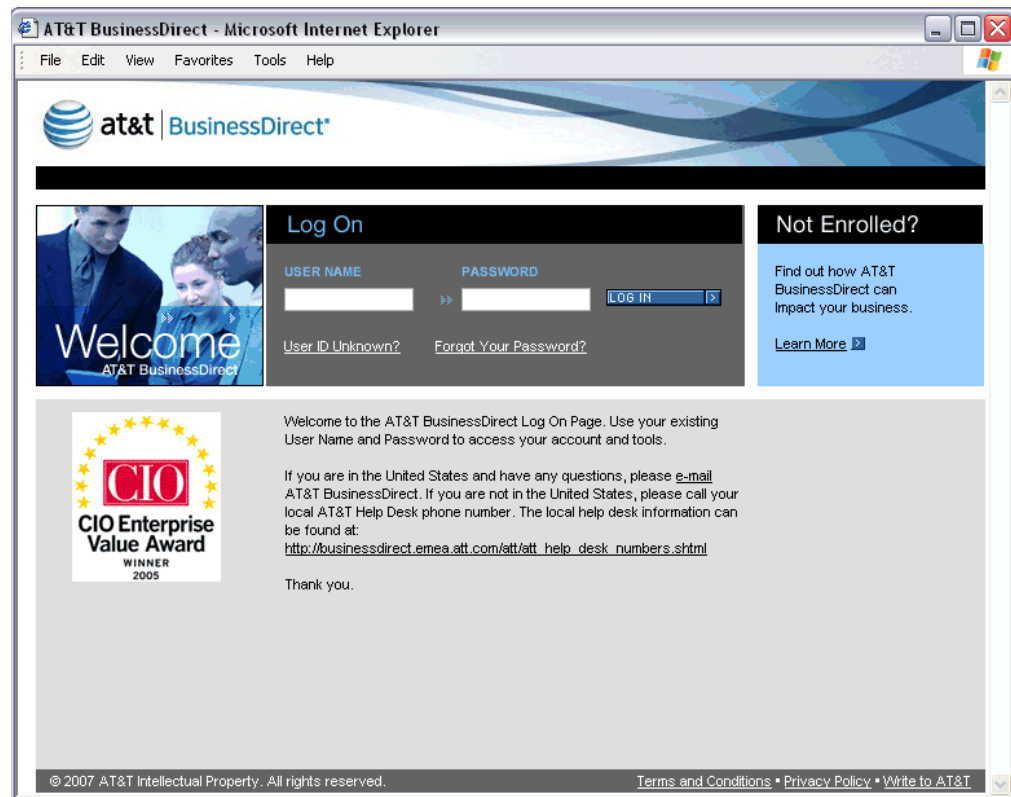 AT&T BusinessDirect - Microsoft Internet Explorer
File Edit View Favorites Tools Help
at&t BusinessDirect*
Welcome
AT&T BusinessDirect
Log On
USER NAME PASSWORD
LOG IN
User ID Unknown? Forgot Your Password?
Not Enrolled?
Find out how AT&T
BusinessDirect can
Impact your business.
Learn More
CIO
CIO Enterprise
Value Award
WINNER
2005
Welcome to the AT&T BusinessDirect Log On Page. Use your existing
User Name and Password to access your account and tools.
If you are in the United States and have any questions, please e-mail
AT&T BusinessDirect. If you are not in the United States, please call your
local AT&T Help Desk phone number. The local help desk information can
be found at:
http://businessdirect.emea.att.com/att/att_help_desk_numbers.shtml
Thank you.
© 2007 AT&T Intellectual Property. All rights reserved. Terms and Conditions • Privacy Policy • Write to AT&T